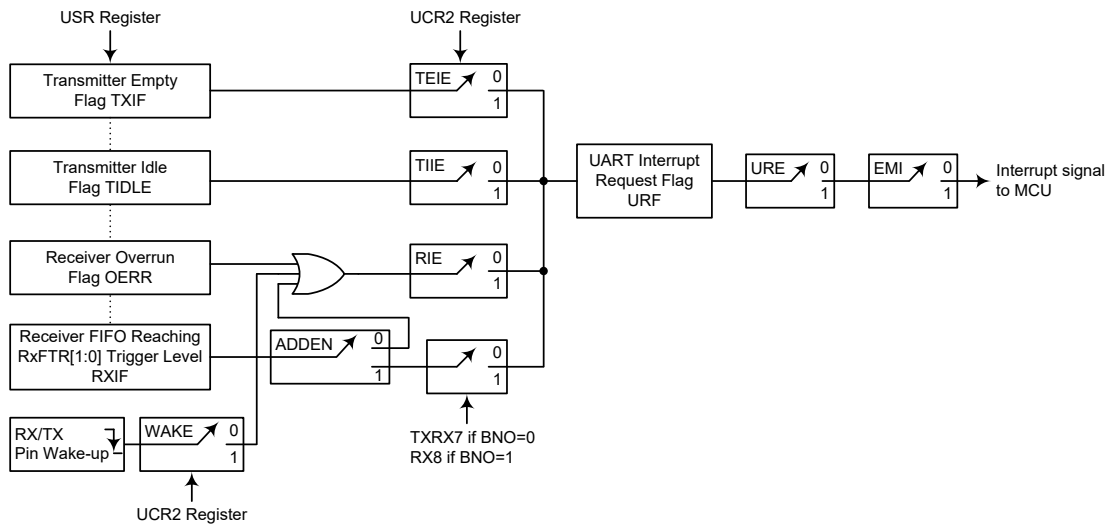 USR Register
UCR2 Register
Transmitter Empty
Flag TXIF
TEIE
0
1
Transmitter Idle
Flag TIDLE
TIIE
0
1
UART Interrupt
Request Flag
URF
URE
0
1
EMI
0
1
Interrupt signal
to MCU
Receiver Overrun
Flag OERR
RIE
0
1
Receiver FIFO Reaching
RxFTR[1:0] Trigger Level
RXIF
ADDEN
0
1
0
1
RX/TX
Pin Wake-up
WAKE
0
1
TXRX7 if BNO=0
RX8 if BNO=1
UCR2 Register